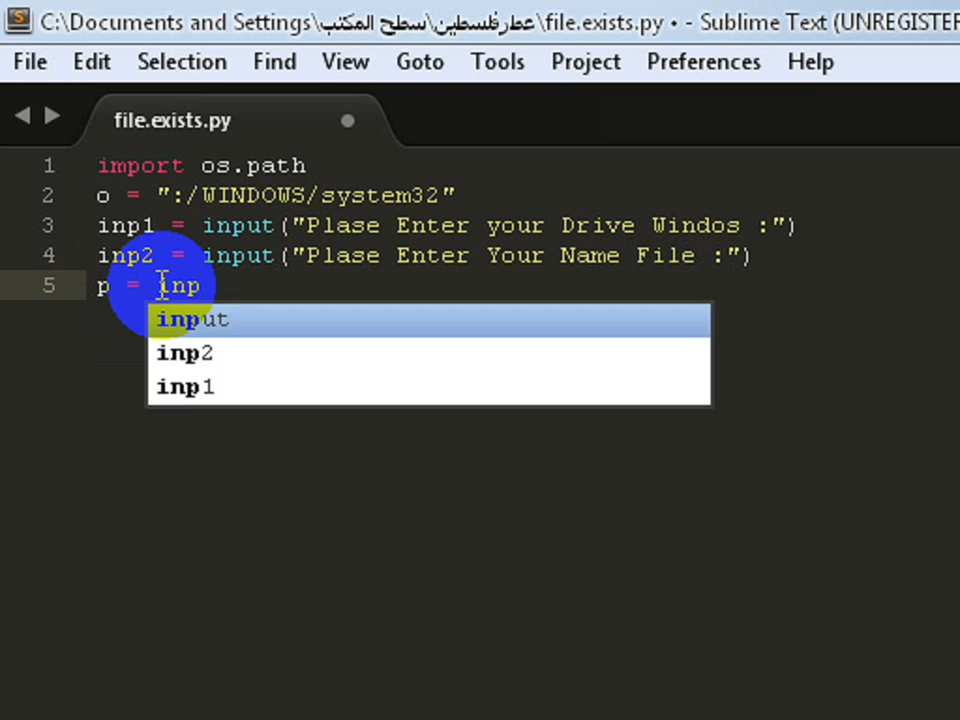 C:\Documents and Settings\عطرفلسطين\سطح المكتب\file.exists.py • - Sublime Text (UNREGISTE
File Edit Selection Find View Goto Tools Project Preferences Help
file.exists.py
1 import os.path
2 o = ":/WINDOWS/system32"
3 inp1 = input("Plase Enter your Drive Windos :")
4 inp2 = input("Plase Enter Your Name File :")
5 p = inp
input
inp2
inp1